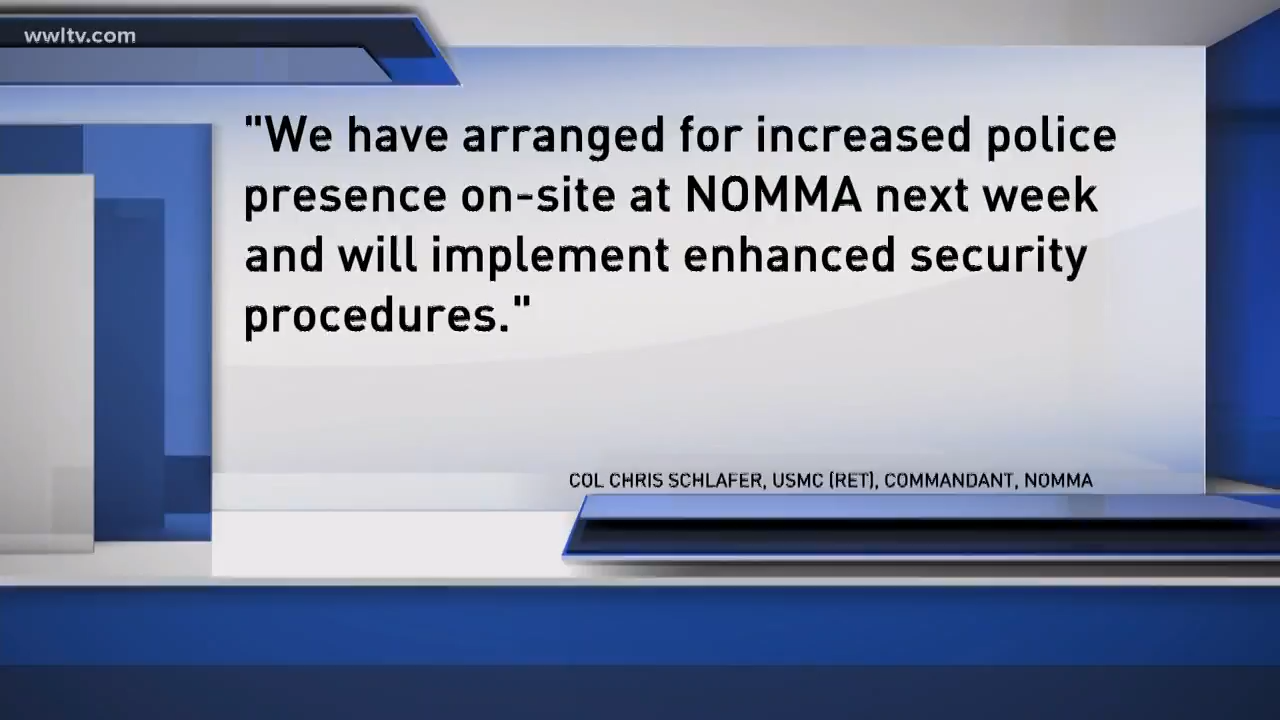 wwltv.com
"We have arranged for increased police
presence on-site at NOMMA next week
and will implement enhanced security
procedures."
COL CHRIS SCHLAFER, USMC (RET), COMMANDANT, NOMMA